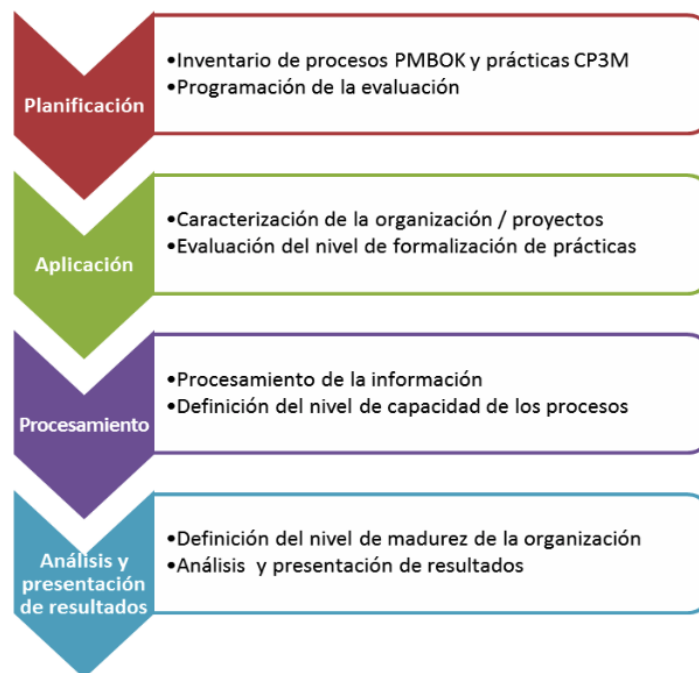 Planificación
•Inventario de procesos PMBOK y prácticas CP3M
•Programación de la evaluación
Aplicación
•Caracterización de la organización / proyectos
•Evaluación del nivel de formalización de prácticas
Procesamiento
•Procesamiento de la información
•Definición del nivel de capacidad de los procesos
Análisis y
presentación
de resultados
•Definición del nivel de madurez de la organización
•Análisis y presentación de resultados